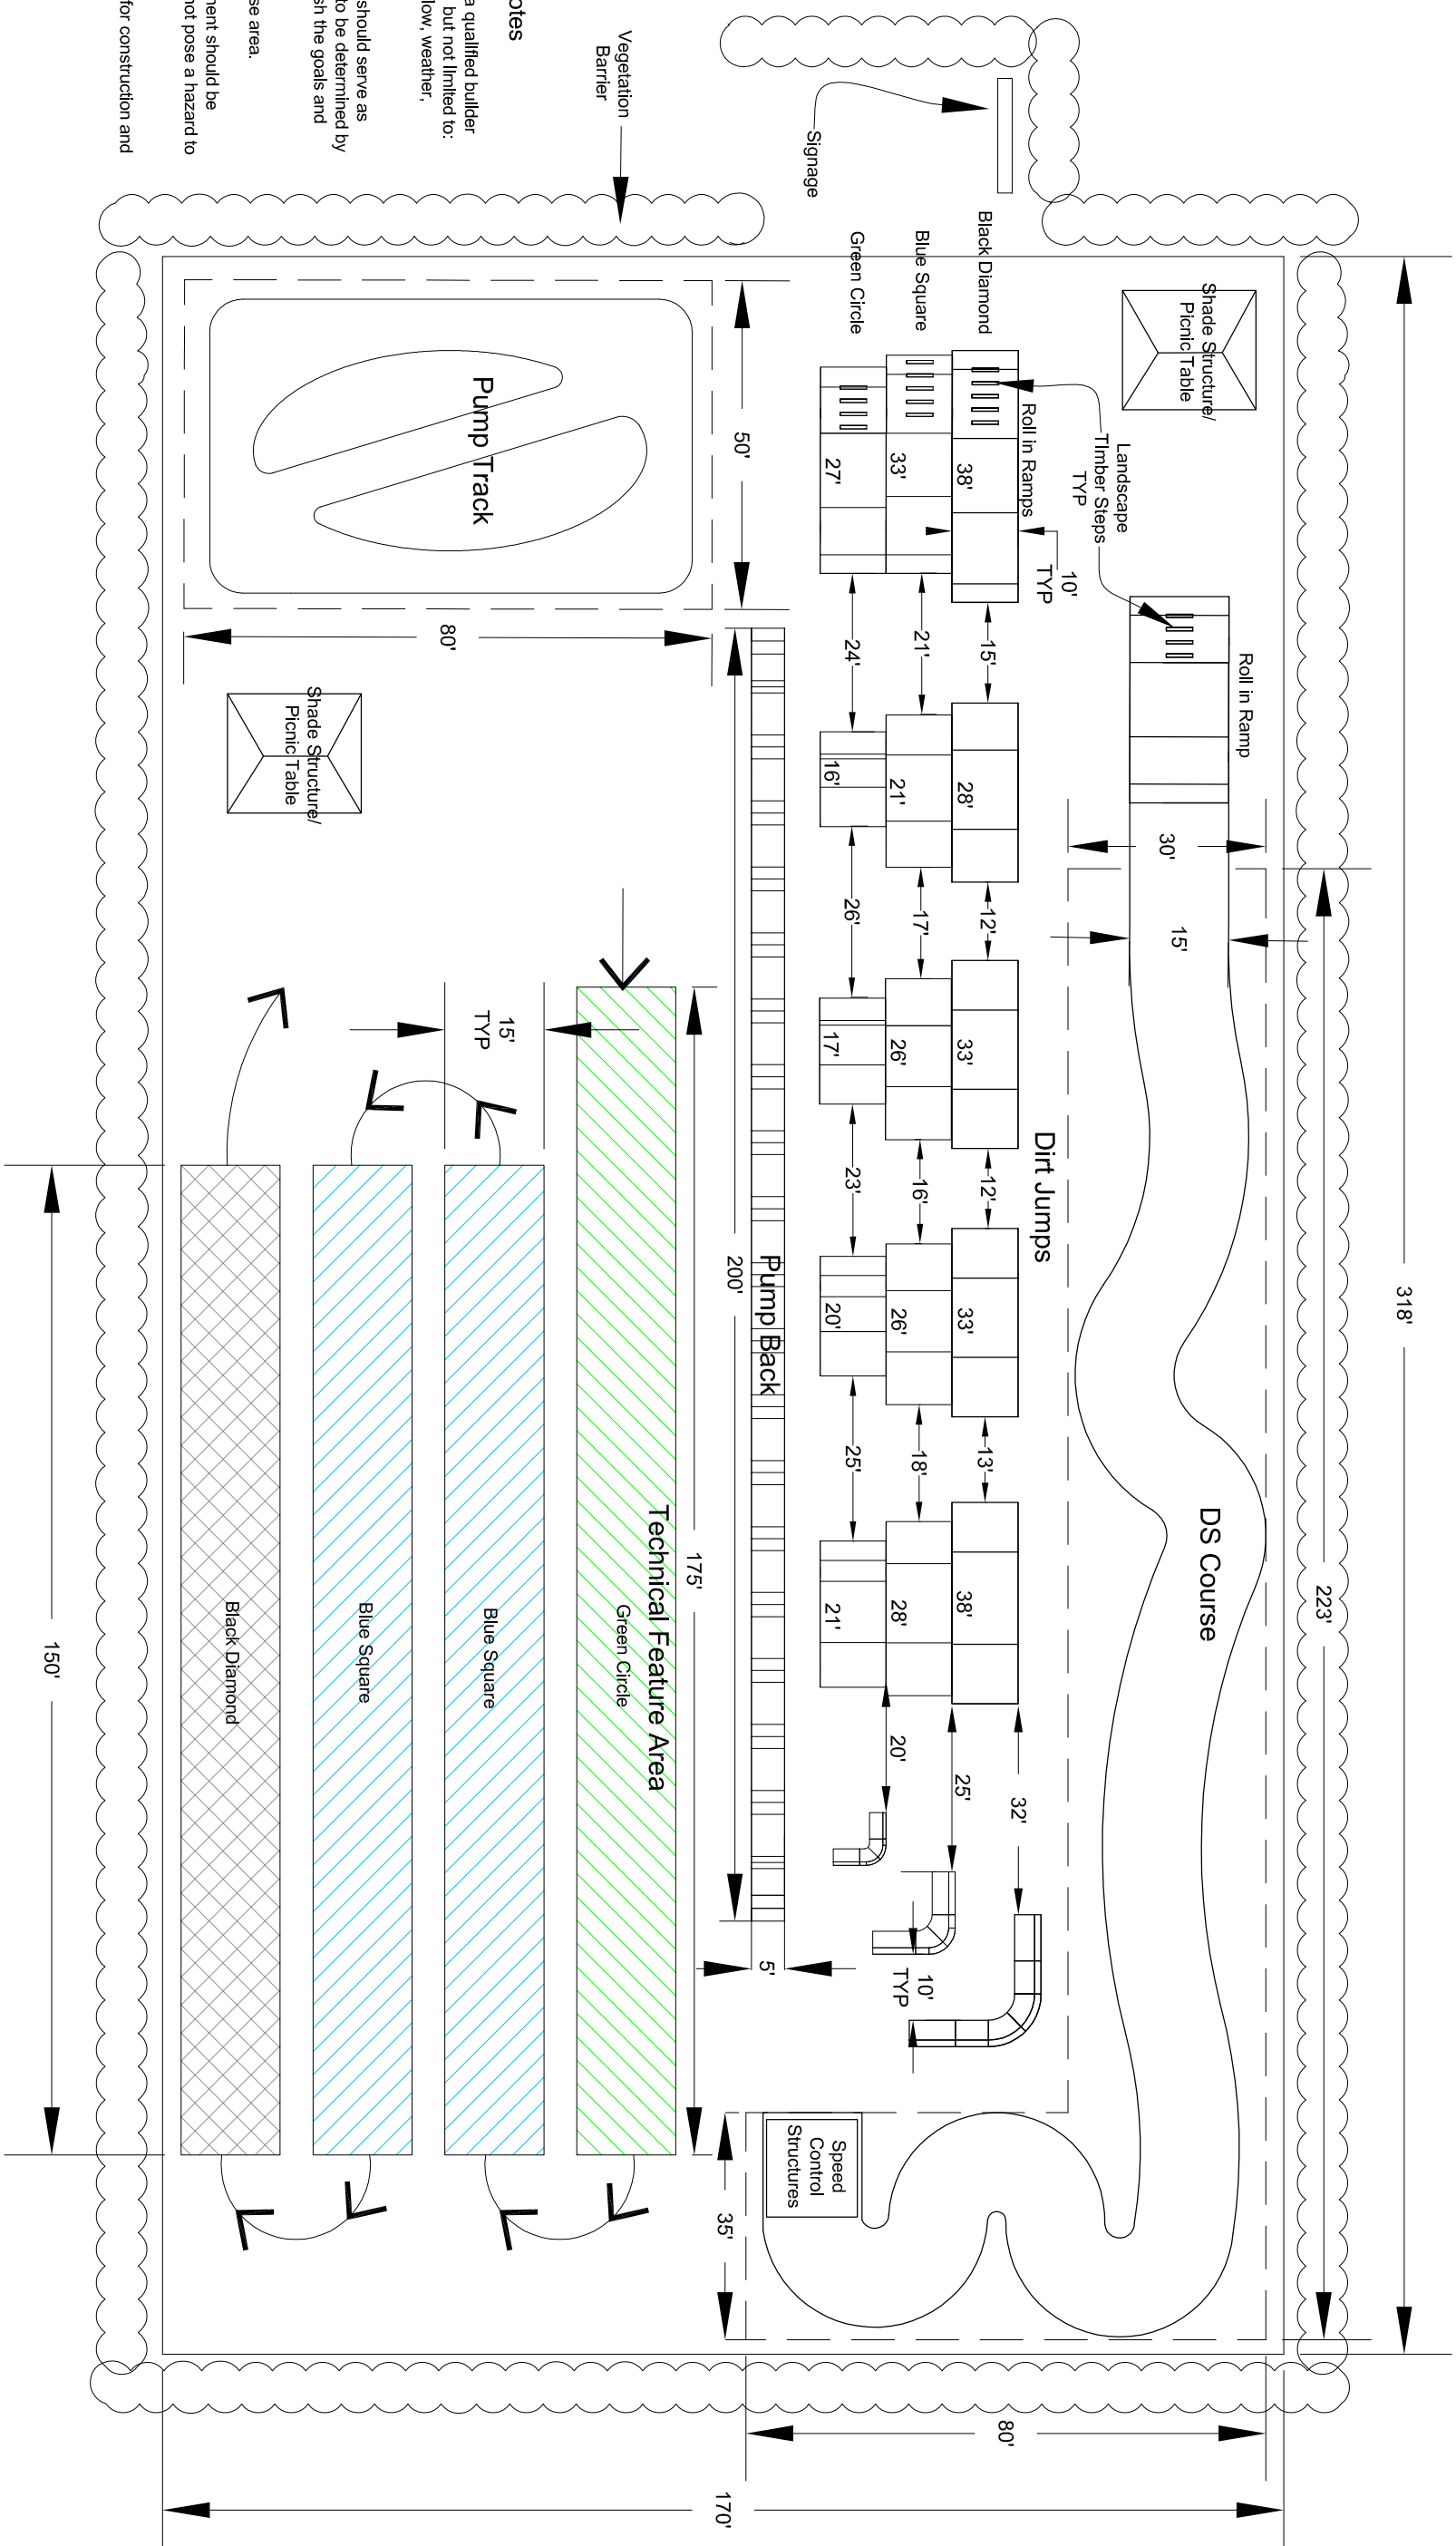 318'
223'
Shade Structure/
Picnic Table
Roll in Ramp
30'
15'
DS Course
Landscape
Timber Steps
TYP
Roll in Ramps
10'
TYP
Dirt Jumps
Signage
Black Diamond
38'
15'
28'
12'
33'
12'
33'
13'
38'
32'
Blue Square
33'
21'
21'
17'
26'
16'
26'
18'
28'
25'
Green Circle
27'
24'
16'
26'
17'
23'
20'
25'
21'
20'
10'
TYP
Speed
Control
Structures
Pump Back
200'
5'
35'
50'
80'
170'
Vegetation
Barrier
175'
Technical Feature Area
Green Circle
15'
TYP
Blue Square
Blue Square
Black Diamond
150'
Pump Track
80'
Shade Structure/
Picnic Table
otes
a qualified builder
but not limited to:
low, weather,
should serve as
to be determined by
sh the goals and
se area.
ment should be
not pose a hazard to
for construction and